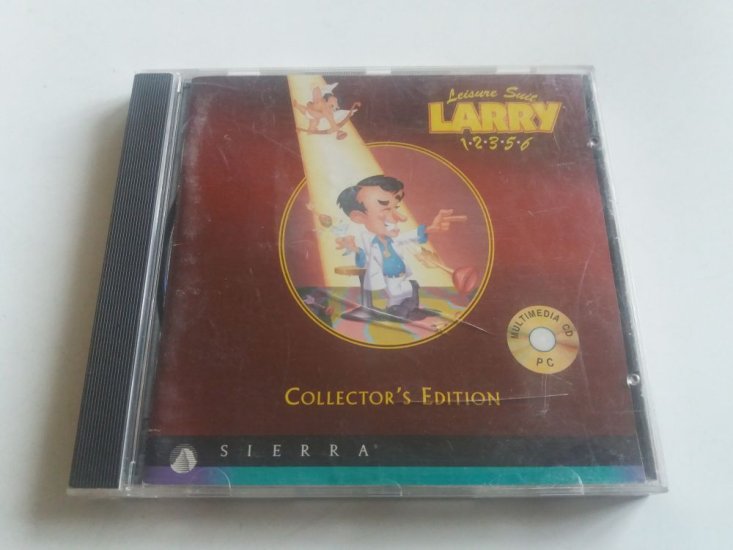 Leisure Suit
LARRY
1·2·3·5·6
MULTIMEDIA CD
PC
COLLECTOR'S EDITION
SIERRA®